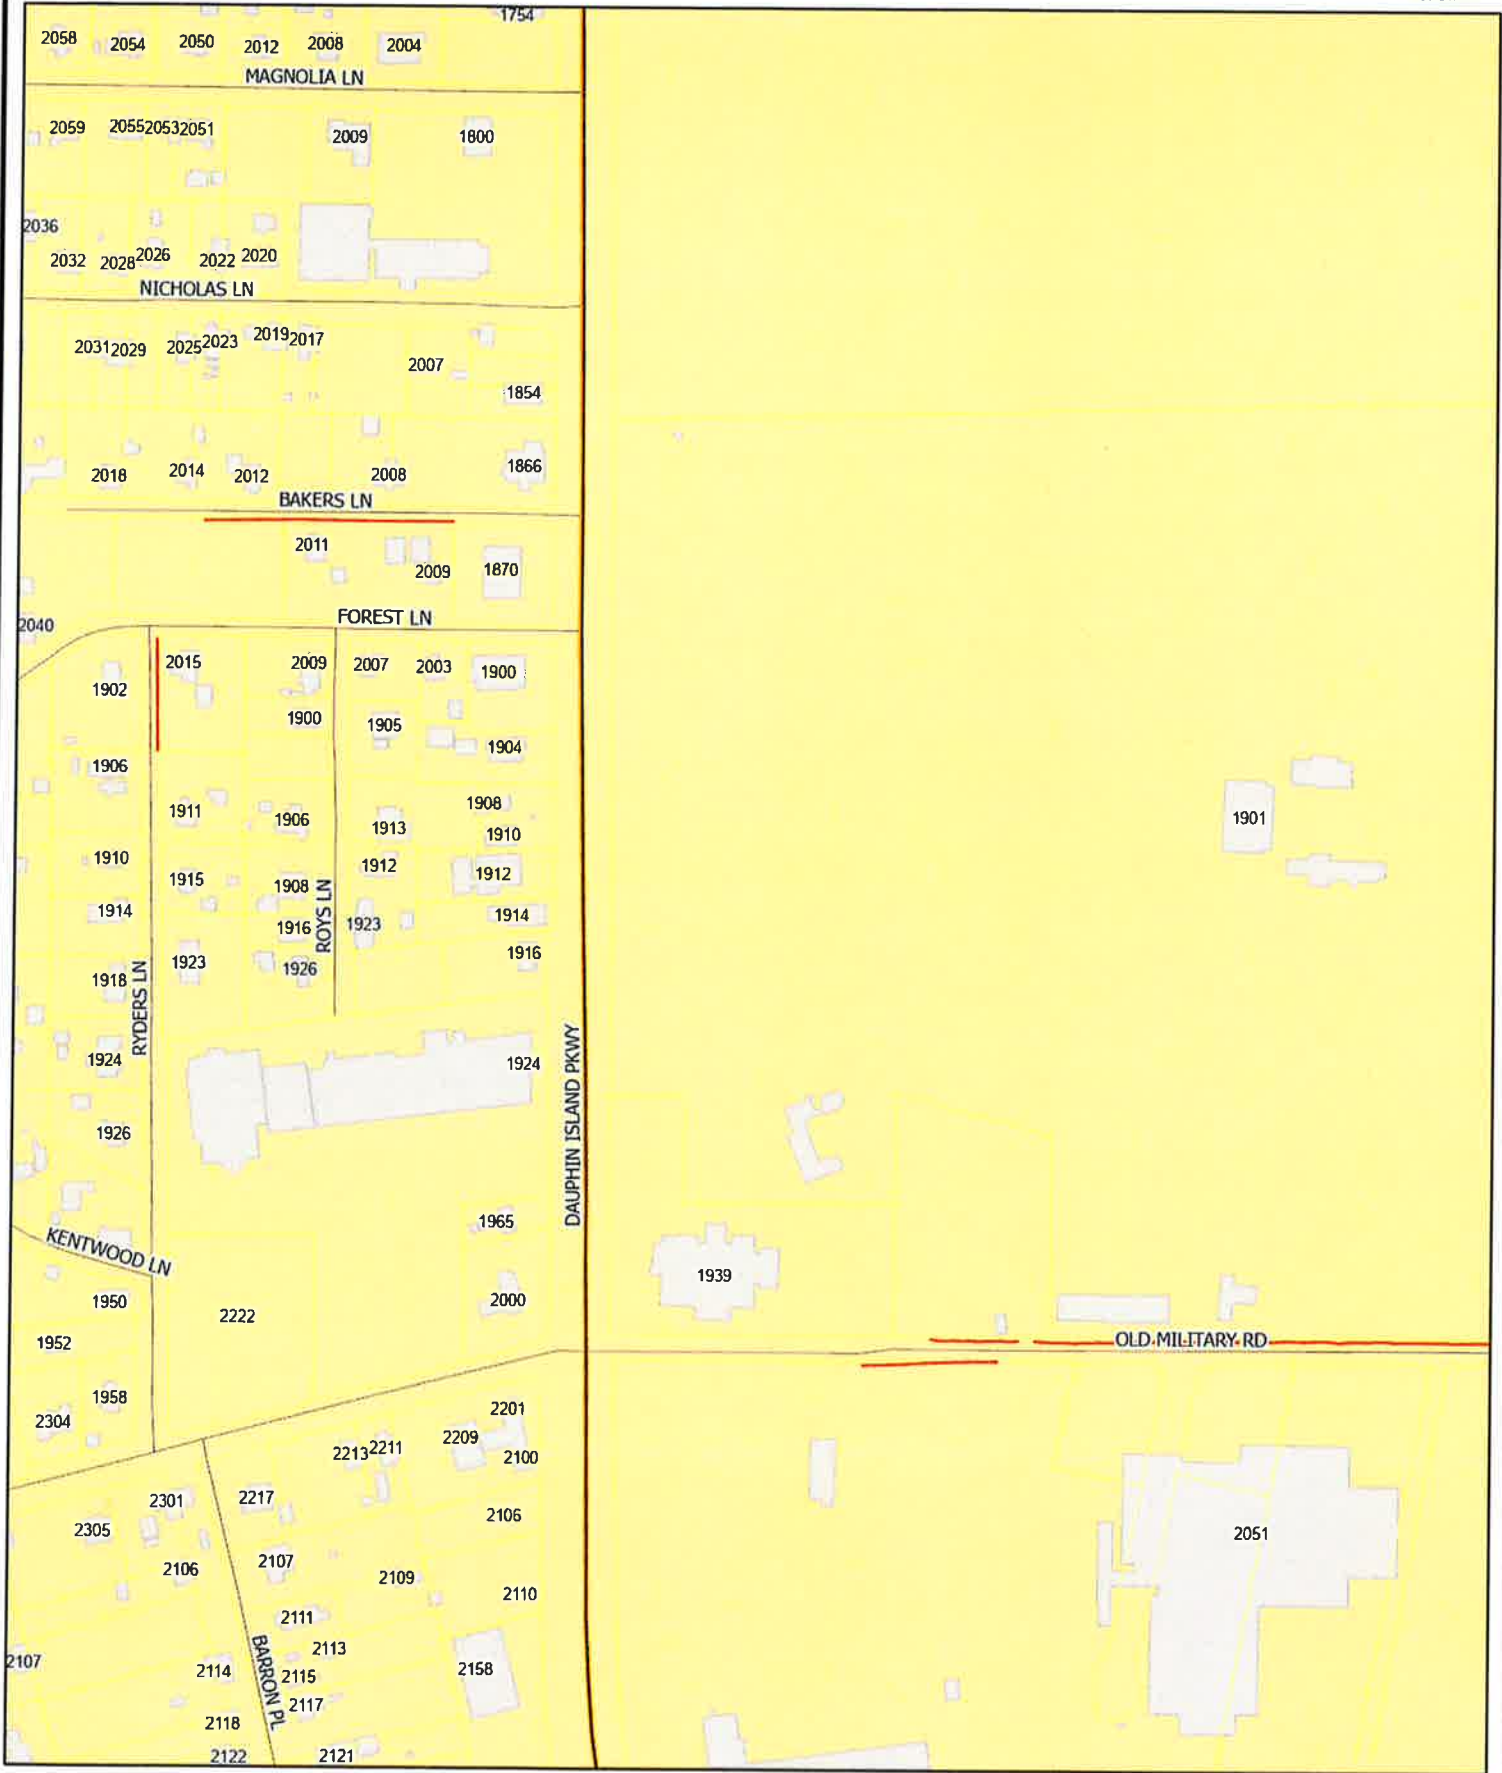 1754
2058 2054 2050 2012 2008 2004
MAGNOLIA LN
2059 2055 2053 2051 2009 1800
2036
2032 2028 2026 2022 2020
NICHOLAS LN
2031 2029 2025 2023 2019 2017 2007
1854
2018 2014 2012 2008 1866
BAKERS LN
2011 2009 1870
FOREST LN
2040
2015 2009 2007 2003 1900
1902 1900 1905
1904
1906
1911 1906 1913 1908
1910
1901
1910 1912 1912
1915 1908
1914 1916 1923 1914
ROYS LN
1923 1926 1916
1918
RYDERS LN
1924 1924
DAUPHIN ISLAND PKWY
1926
1965
KENTWOOD LN
1939
1950 2222 2000
1952
OLD MILITARY RD
1958
2304 2201
2213 2211 2209 2100
2301 2217
2305 2106
2051
2106 2107 2109 2110
2111
2113
2107 2114 2115 2158
BARRON PL
2117
2118
2122 2121